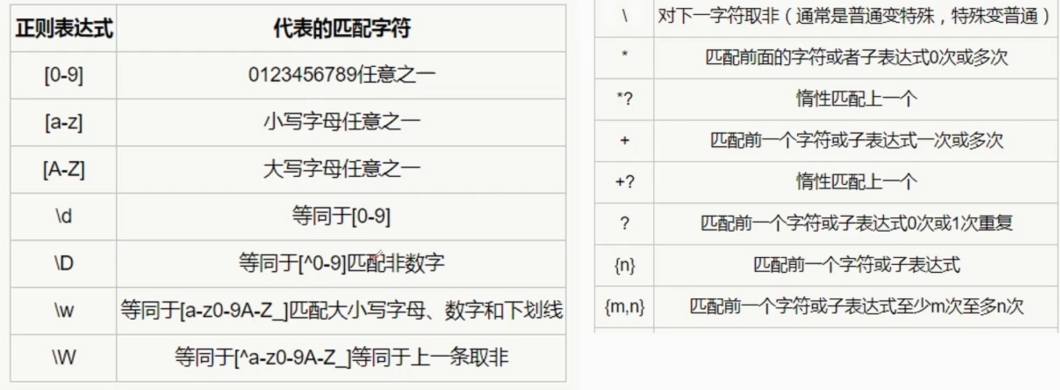 正则表达式 代表的匹配字符
[0-9] 0123456789任意之一
[a-z] 小写字母任意之一
[A-Z] 大写字母任意之一
\d 等同于[0-9]
\D 等同于[^0-9]匹配非数字
\w 等同于[a-z0-9A-Z_]匹配大小写字母、数字和下划线
\W 等同于[^a-z0-9A-Z_]等同于上一条取非
\ 对下一字符取非（通常是普通变特殊，特殊变普通）
* 匹配前面的字符或者子表达式0次或多次
*? 惰性匹配上一个
+ 匹配前一个字符或子表达式一次或多次
+? 惰性匹配上一个
? 匹配前一个字符或子表达式0次或1次重复
{n} 匹配前一个字符或子表达式
{m,n} 匹配前一个字符或子表达式至少m次至多n次